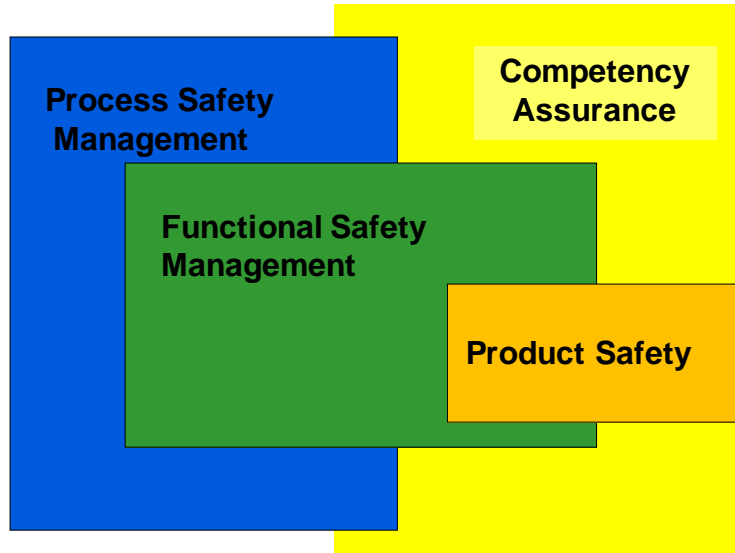 Competency
Assurance
Process Safety
Management
Functional Safety
Management
Product Safety